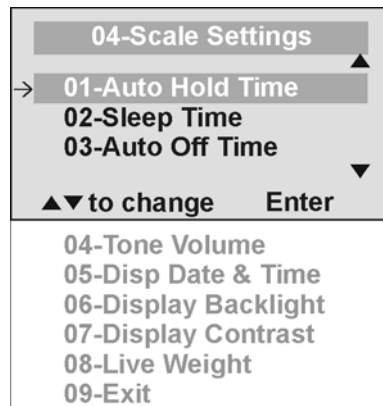 04-Scale Settings
▲
→ 01-Auto Hold Time
02-Sleep Time
03-Auto Off Time
▼
▲▼to change Enter
04-Tone Volume
05-Disp Date & Time
06-Display Backlight
07-Display Contrast
08-Live Weight
09-Exit